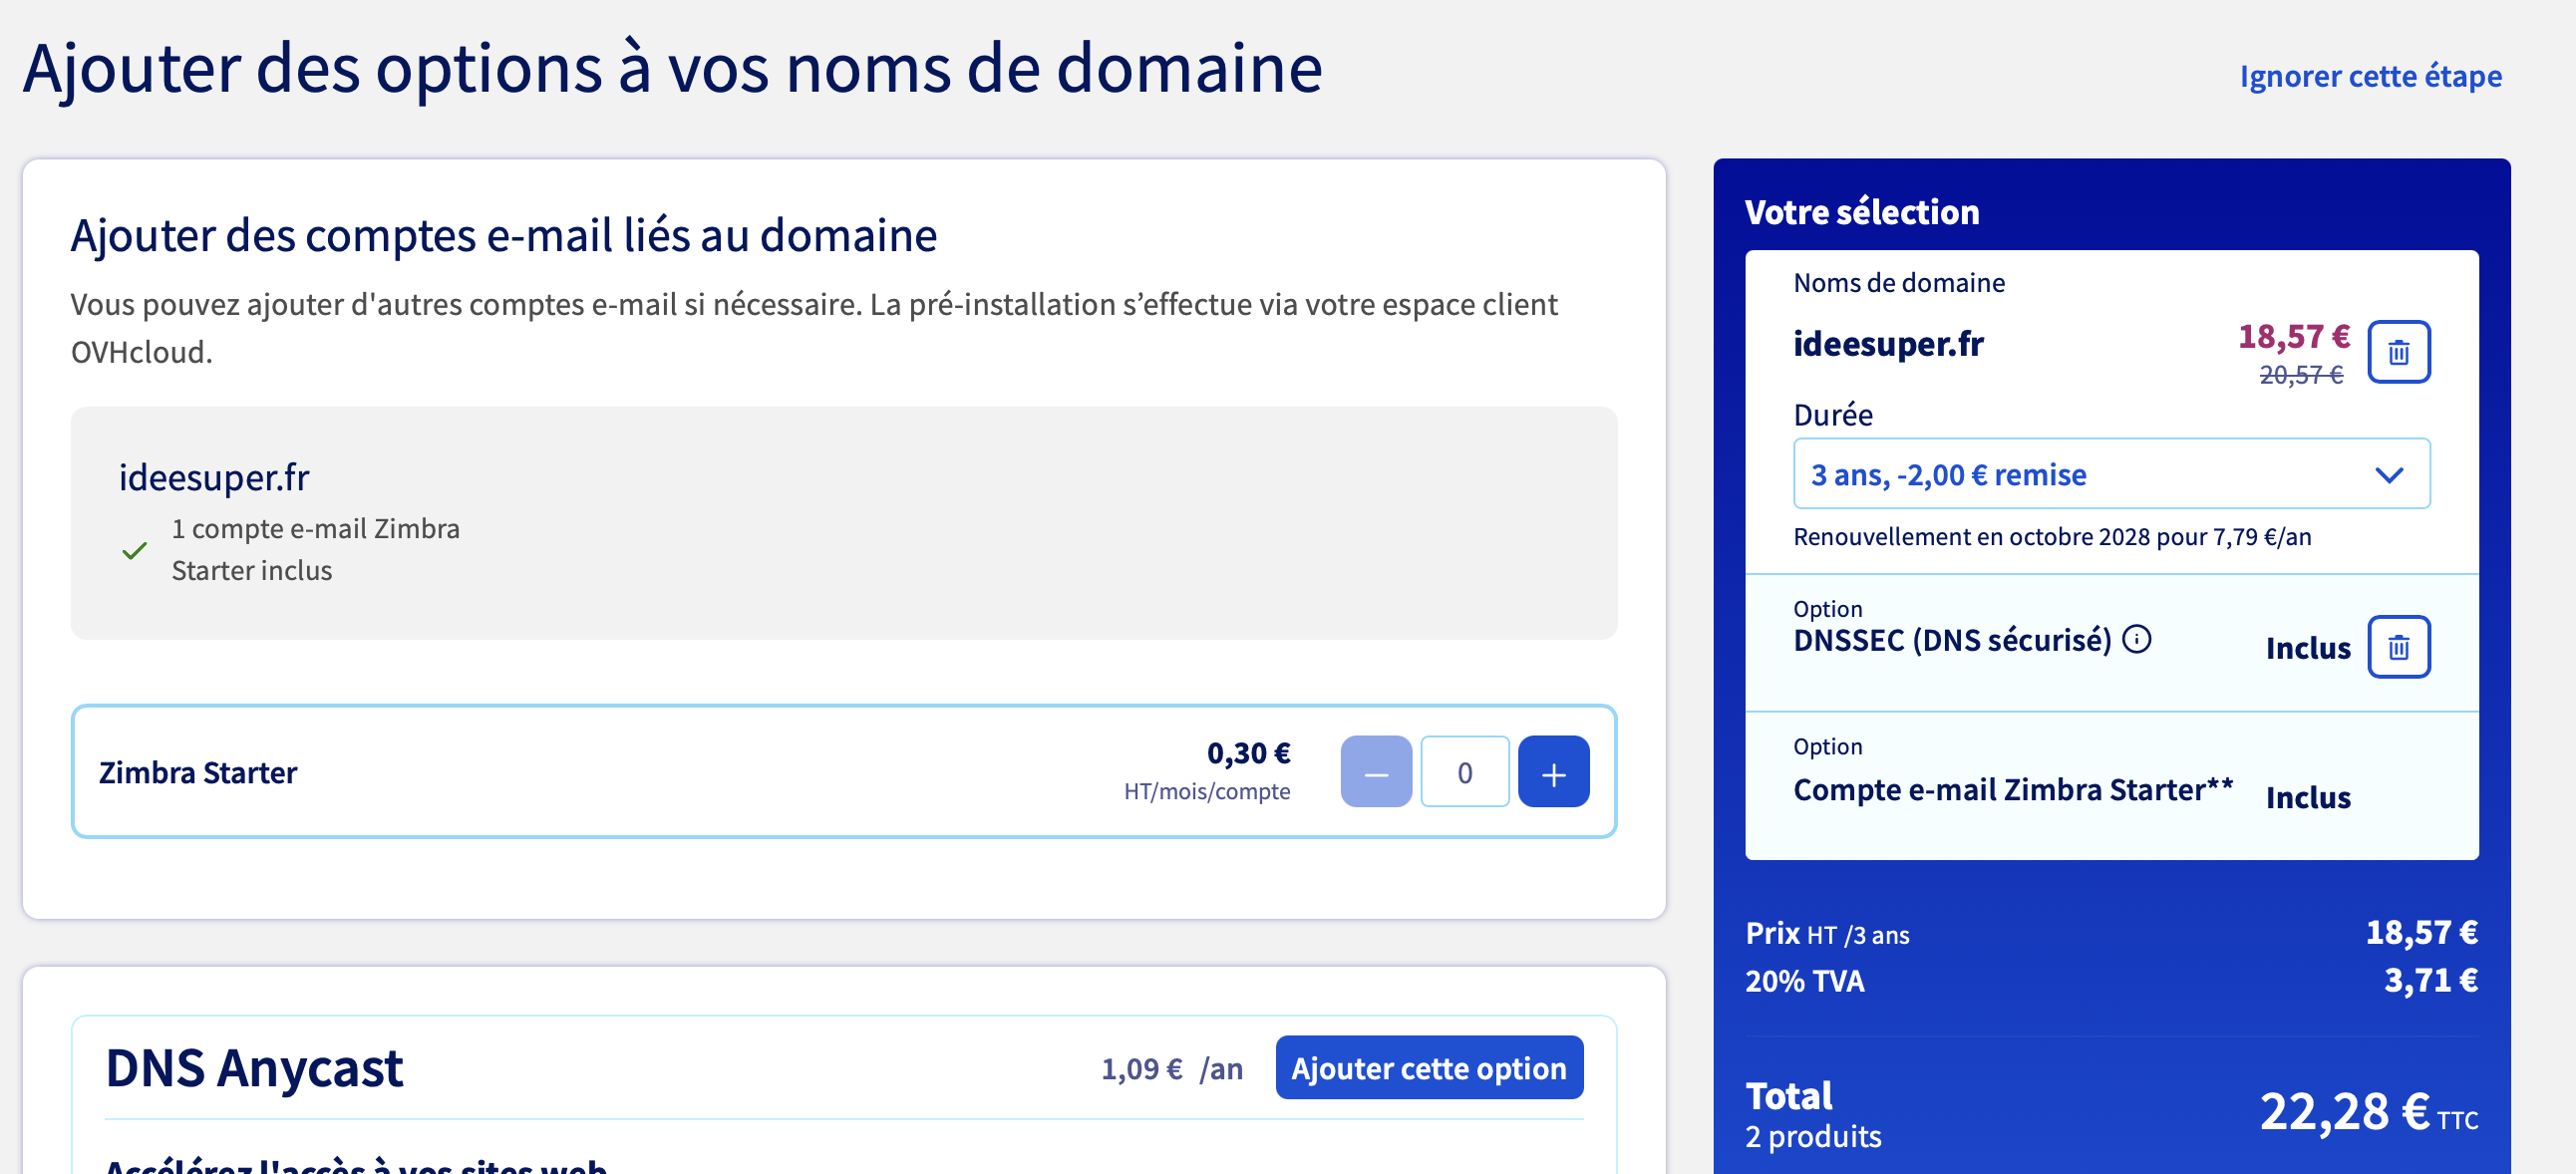 Ajouter des options à vos noms de domaine
Ignorer cette étape
Ajouter des comptes e-mail liés au domaine
Vous pouvez ajouter d'autres comptes e-mail si nécessaire. La pré-installation s’effectue via votre espace client
OVHcloud.
ideesuper.fr
1 compte e-mail Zimbra
Starter inclus
Zimbra Starter
0,30 €
HT/mois/compte
0
DNS Anycast
1,09 € /an
Ajouter cette option
Accélérez l'accès à vos sites web
Votre sélection
Noms de domaine
ideesuper.fr
18,57 €
20,57 €
Durée
3 ans, -2,00 € remise
Renouvellement en octobre 2028 pour 7,79 €/an
Option
DNSSEC (DNS sécurisé)
Inclus
Option
Compte e-mail Zimbra Starter**
Inclus
Prix HT /3 ans
18,57 €
20% TVA
3,71 €
Total
2 produits
22,28 € TTC